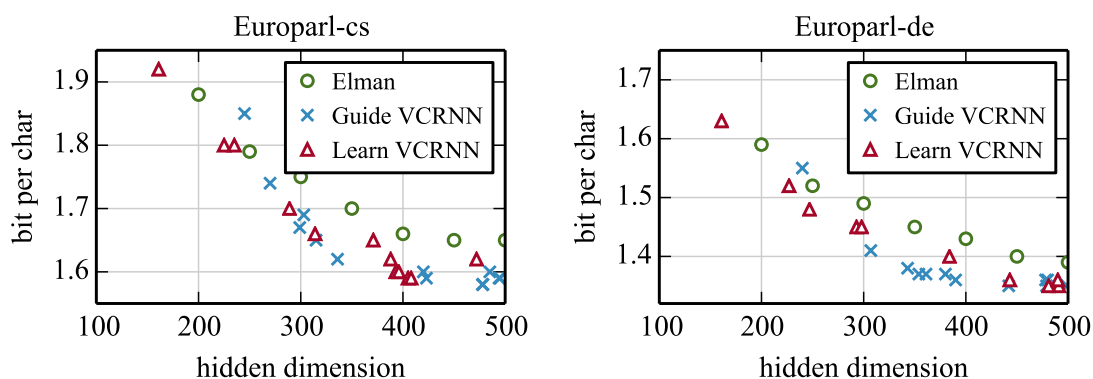 Europarl-cs
bit per char
1.9
1.8
1.7
1.6
Elman
Guide VCRNN
Learn VCRNN
100 200 300 400 500
hidden dimension
Europarl-de
bit per char
1.7
1.6
1.5
1.4
Elman
Guide VCRNN
Learn VCRNN
100 200 300 400 500
hidden dimension